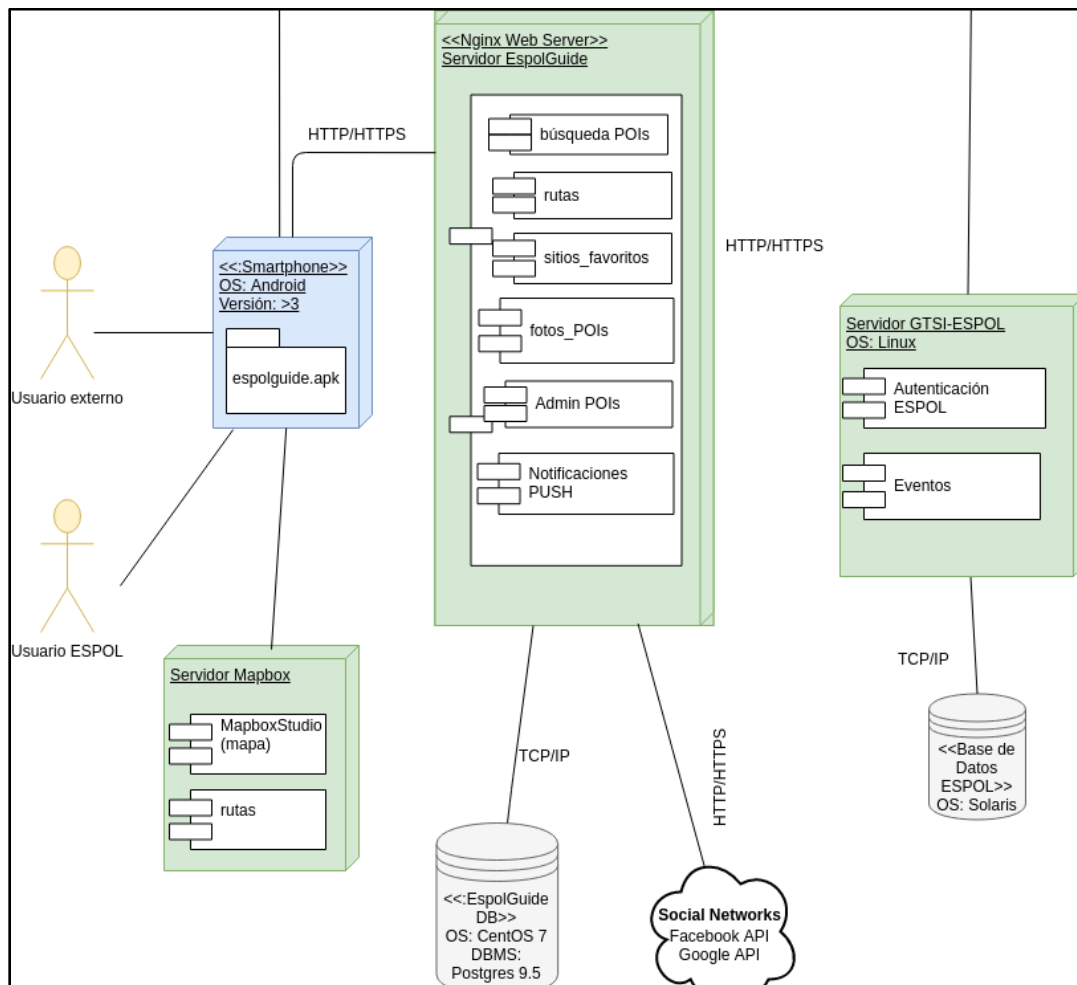 <<Nginx Web Server>>
Servidor EspolGuide
búsqueda POIs
rutas
sitios_favoritos
fotos_POIs
Admin POIs
Notificaciones
PUSH
HTTP/HTTPS
HTTP/HTTPS
<<:Smartphone>>
OS: Android
Versión: >3
espolguide.apk
Usuario externo
Usuario ESPOL
Servidor GTSI-ESPOL
OS: Linux
Autenticación
ESPOL
Eventos
Servidor Mapbox
MapboxStudio
(mapa)
rutas
TCP/IP
HTTP/HTTPS
TCP/IP
<<Base de
Datos
ESPOL>>
OS: Solaris
<<:EspolGuide
DB>>
OS: CentOS 7
DBMS:
Postgres 9.5
Social Networks
Facebook API
Google API